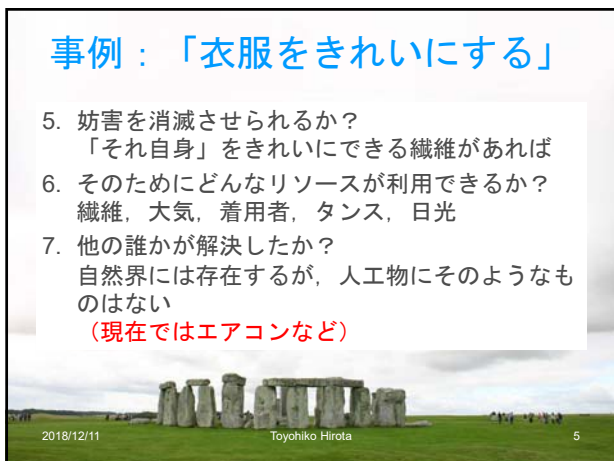 事例：「衣服をきれいにする」
5. 妨害を消滅させられるか？
「それ自身」をきれいにできる繊維があれば
6. そのためにどんなリソースが利用できるか？
繊維，大気，着用者，タンス，日光
7. 他の誰かが解決したか？
自然界には存在するが，人工物にそのようなも
のはない
（現在ではエアコンなど）
2018/12/11 Toyohiko Hirota 5